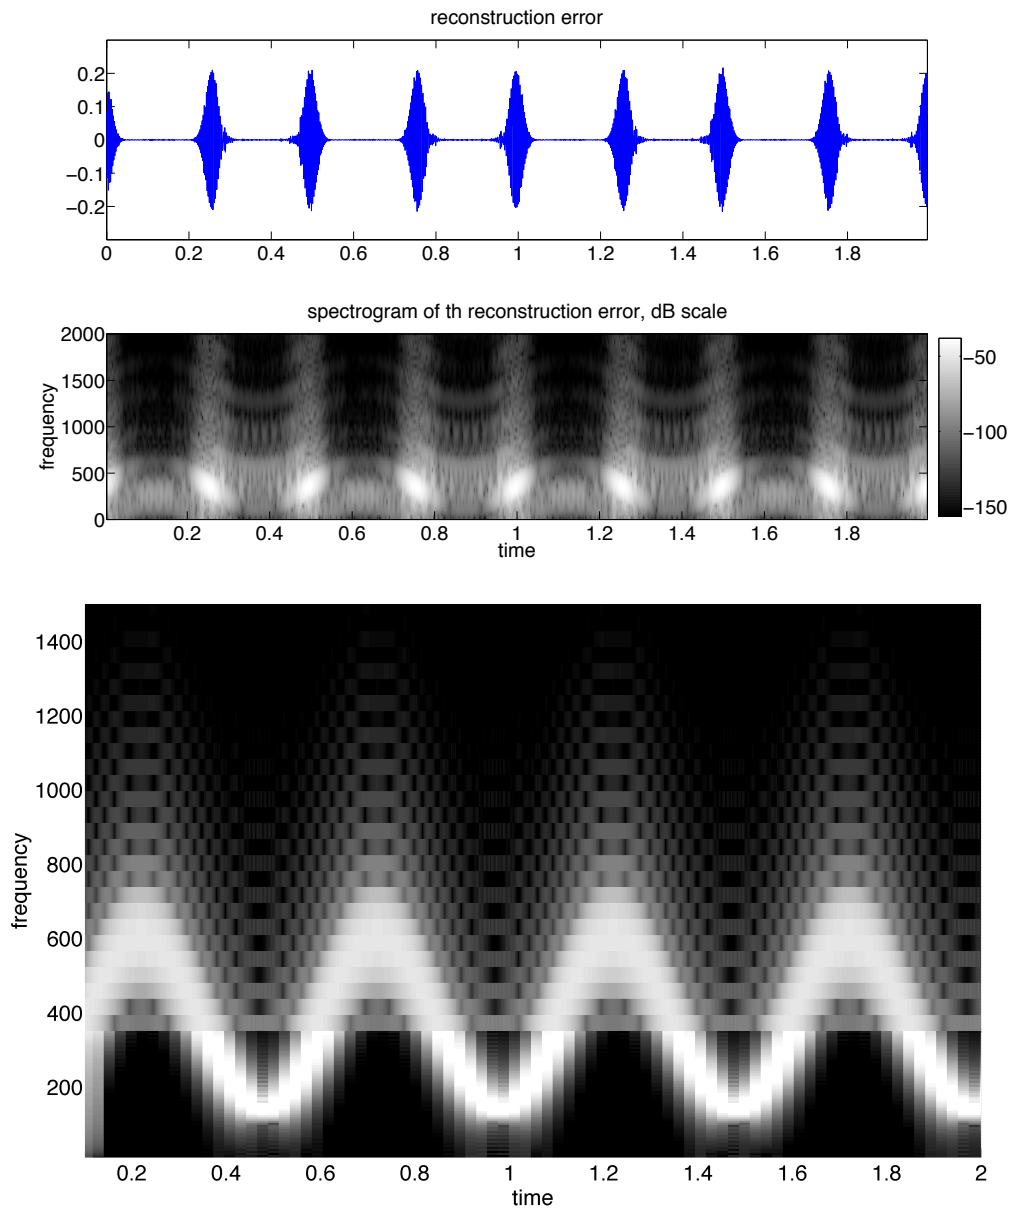 reconstruction error
0.2
0.1
0
−0.1
−0.2
0 0.2 0.4 0.6 0.8 1 1.2 1.4 1.6 1.8
spectrogram of th reconstruction error, dB scale
2000
1500
1000
500
0
frequency
−50
−100
−150
0.2 0.4 0.6 0.8 1 1.2 1.4 1.6 1.8
time
1400
1200
1000
800
600
400
200
frequency
0.2 0.4 0.6 0.8 1 1.2 1.4 1.6 1.8 2
time